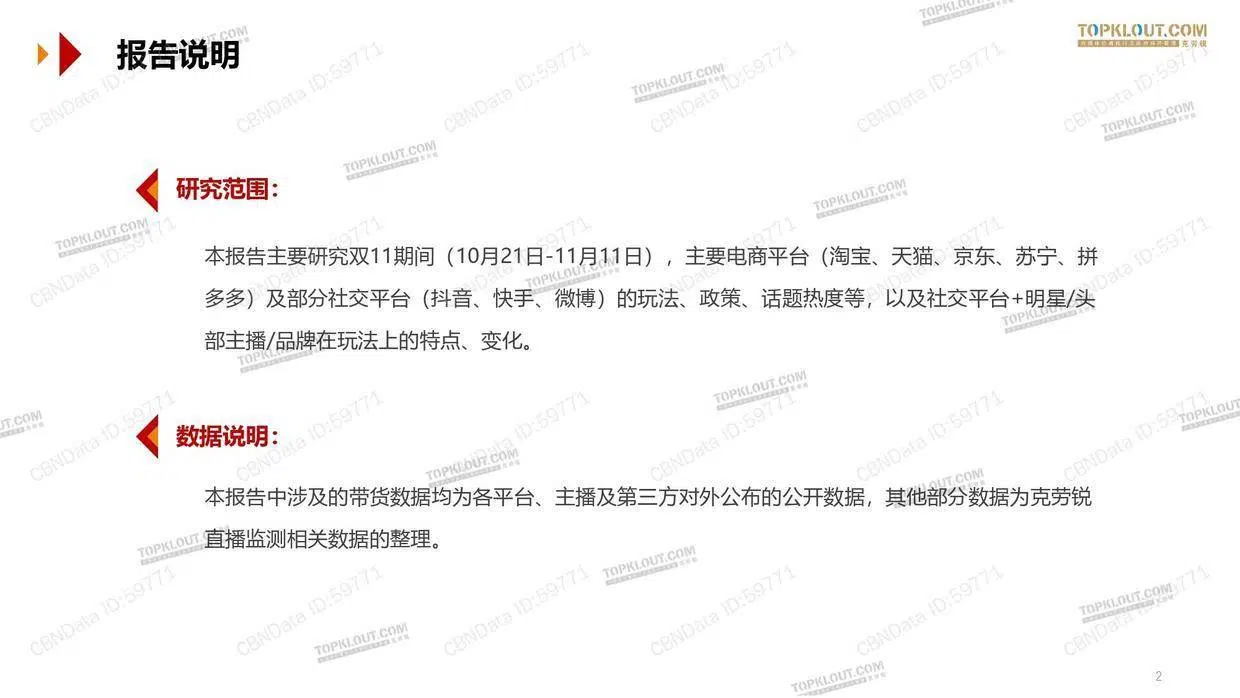 报告说明
TOPKLOUT.COM
克劳锐
研究范围：
本报告主要研究双11期间（10月21日-11月11日），主要电商平台（淘宝、天猫、京东、苏宁、拼
多多）及部分社交平台（抖音、快手、微博）的玩法、政策、话题热度等，以及社交平台+明星/头
部主播/品牌在玩法上的特点、变化。
数据说明：
本报告中涉及的带货数据均为各平台、主播及第三方对外公布的公开数据，其他部分数据为克劳锐
直播监测相关数据的整理。
CBNData ID:59771
2